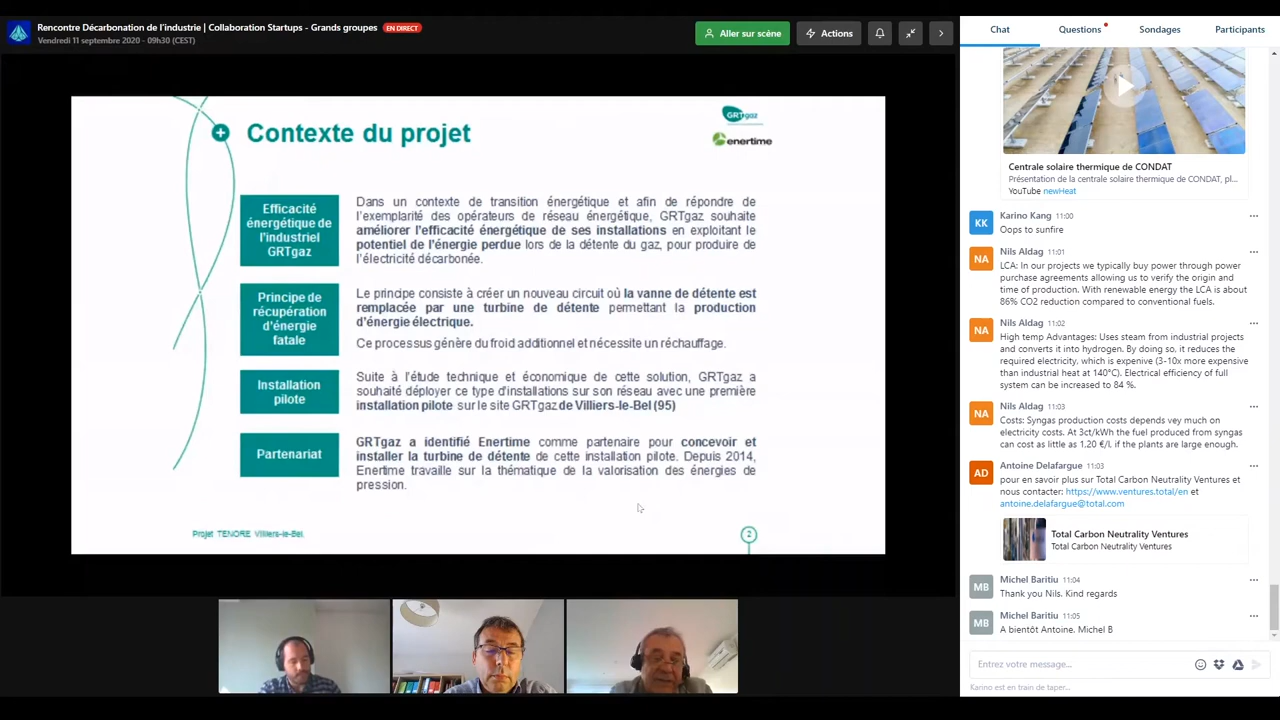 Rencontre Décarbonation de l'industrie | Collaboration Startups - Grands groupes EN DIRECT
Vendredi 11 septembre 2020 - 09h30 (CEST)
Aller sur scène
Actions
Contexte du projet
GRTgaz
enertime
Efficacité
énergétique de
l'industriel
GRTgaz
Dans un contexte de transition énergétique et afin de répondre de
l'exemplarité des opérateurs de réseau énergétique, GRTgaz souhaite
améliorer l'efficacité énergétique de ses installations en exploitant le
potentiel de l'énergie perdue lors de la détente du gaz, pour produire de
l'électricité décarbonée.
Principe de
récupération
d'énergie
fatale
Le principe consiste à créer un nouveau circuit où la vanne de détente est
remplacée par une turbine de détente permettant la production
d'énergie électrique.
Ce processus génère du froid additionnel et nécessite un réchauffage.
Installation
pilote
Suite à l'étude technique et économique de cette solution, GRTgaz a
souhaité déployer ce type d'installations sur son réseau avec une première
installation pilote sur le site GRTgaz de Villiers-le-Bel (95)
Partenariat
GRTgaz a identifié Enertime comme partenaire pour concevoir et
installer la turbine de détente de cette installation pilote. Depuis 2014,
Enertime travaille sur la thématique de la valorisation des énergies de
pression.
Projet TENORE Villiers-le-Bel
2
Chat
Questions
Sondages
Participants
Centrale solaire thermique de CONDAT
Présentation de la centrale solaire thermique de CONDAT, pl...
YouTube newHeat
KK
Karino Kang 11:00
Oops to sunfire
NA
Nils Aldag 11:01
LCA: In our projects we typically buy power through power
purchase agreements allowing us to verify the origin and
time of production. With renewable energy the LCA is about
86% CO2 reduction compared to conventional fuels.
NA
Nils Aldag 11:02
High temp Advantages: Uses steam from industrial projects
and converts it into hydrogen. By doing so, it reduces the
required electricity, which is expenive (3-10x more expensive
than industrial heat at 140°C). Electrical efficiency of full
system can be increased to 84 %.
NA
Nils Aldag 11:03
Costs: Syngas production costs depends vey much on
electricity costs. At 3ct/kWh the fuel produced from syngas
can cost as little as 1,20 €/l, if the plants are large enough.
AD
Antoine Delafargue 11:03
pour en savoir plus sur Total Carbon Neutrality Ventures et
nous contacter: https://www.ventures.total/en et
antoine.delafargue@total.com
Total Carbon Neutrality Ventures
Total Carbon Neutrality Ventures
MB
Michel Baritiu 11:04
Thank you Nils. Kind regards
MB
Michel Baritiu 11:05
A bientôt Antoine. Michel B
Entrez votre message...
Karino est en train de taper...